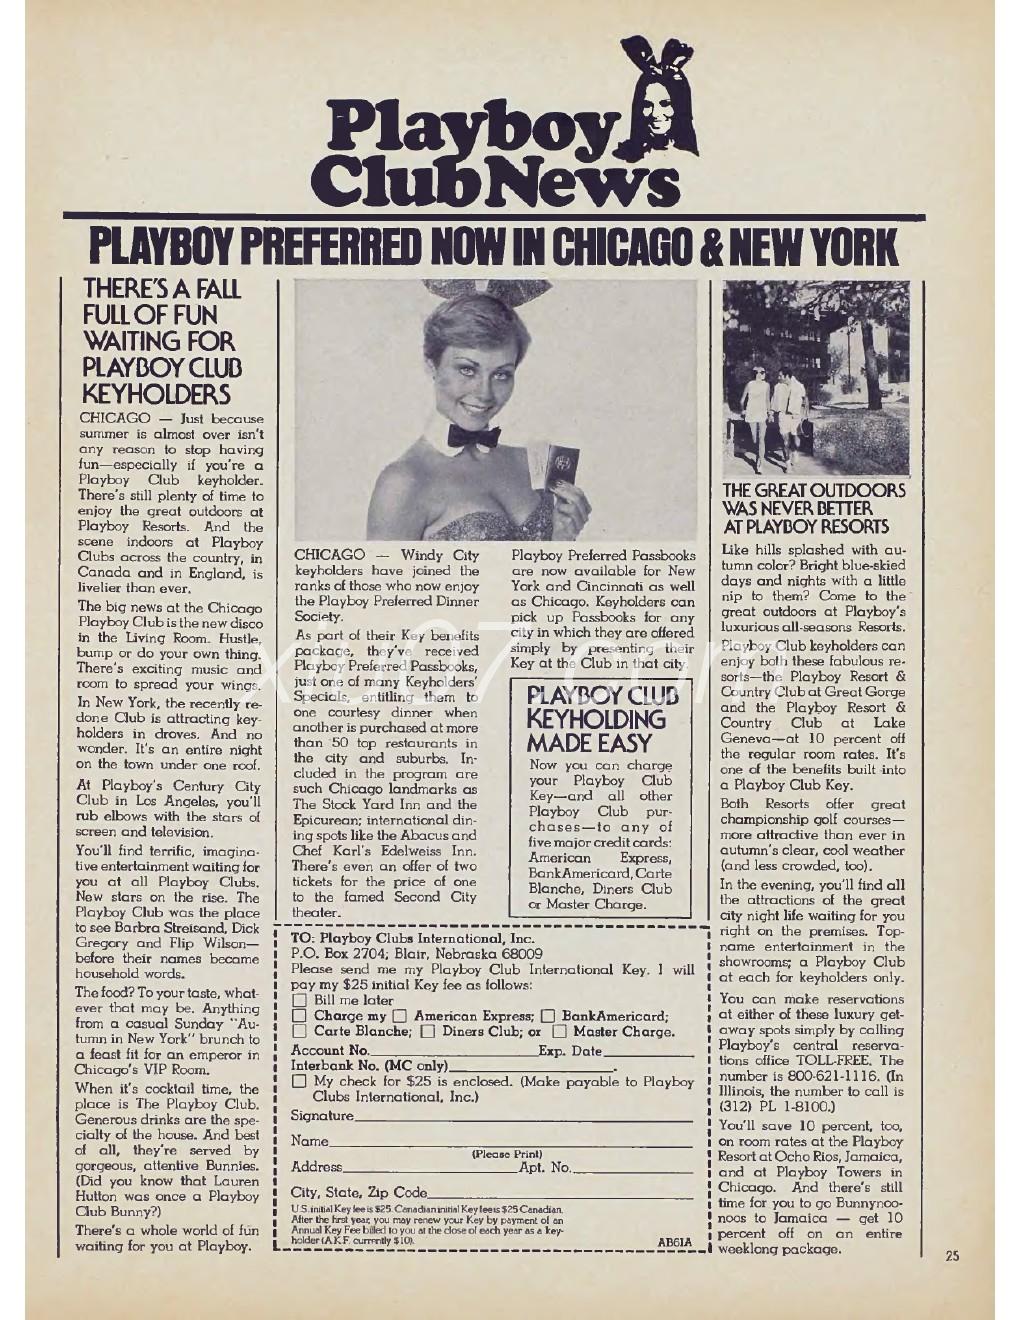 Playboy
Club News
PLAYBOY PREFERRED NOW IN CHICAGO & NEW YORK
THERE'S A FALL
FULL OF FUN
WAITING FOR
PLAYBOY CLUB
KEYHOLDERS
CHICAGO — Just because
summer is almost over isn't
any reason to stop having
fun—especially if you're a
Playboy Club keyholder.
There's still plenty of time to
enjoy the great outdoors at
Playboy Resorts. And the
scene indoors at Playboy
Clubs across the country, in
Canada and in England, is
livelier than ever.
The big news at the Chicago
Playboy Club is the new disco
in the Living Room. Hustle,
bump or do your own thing.
There's exciting music and
room to spread your wings.
In New York, the recently re-
done Club is attracting key-
holders in droves. And no
wonder. It's an entire night
on the town under one roof.
At Playboy's Century City
Club in Los Angeles, you'll
rub elbows with the stars of
screen and television.
You'll find terrific, imagina-
tive entertainment waiting for
you at all Playboy Clubs.
New stars on the rise. The
Playboy Club was the place
to see Barbra Streisand, Dick
Gregory and Flip Wilson—
before their names became
household words.
The food? To your taste, what-
ever that may be. Anything
from a casual Sunday "Au-
tumn in New York" brunch to
a feast fit for an emperor in
Chicago's VIP Room.
When it's cocktail time, the
place is The Playboy Club.
Generous drinks are the spe-
cialty of the house. And best
of all, they're served by
gorgeous, attentive Bunnies.
(Did you know that Lauren
Hutton was once a Playboy
Club Bunny?)
There's a whole world of fun
waiting for you at Playboy.
CHICAGO — Windy City
keyholders have joined the
ranks of those who now enjoy
the Playboy Preferred Dinner
Society.
As part of their Key benefits
package, they've received
Playboy Preferred Passbooks,
just one of many Keyholders'
Specials, entitling them to
one courtesy dinner when
another is purchased at more
than 50 top restaurants in
the city and suburbs. In-
cluded in the program are
such Chicago landmarks as
The Stock Yard Inn and the
Epicurean; international din-
ing spots like the Abacus and
Chef Karl's Edelweiss Inn.
There's even an offer of two
tickets for the price of one
to the famed Second City
theater.
Playboy Preferred Passbooks
are now available for New
York and Cincinnati as well
as Chicago. Keyholders can
pick up Passbooks for any
city in which they are offered
simply by presenting their
Key at the Club in that city.
PLAYBOY CLUB
KEYHOLDING
MADE EASY
Now you can charge
your Playboy Club
Key—and all other
Playboy Club pur-
chases—to any of
five major credit cards:
American Express,
BankAmericard, Carte
Blanche, Diners Club
or Master Charge.
TO: Playboy Clubs International, Inc.
P.O. Box 2704; Blair, Nebraska 68009
Please send me my Playboy Club International Key. I will
pay my $25 initial Key fee as follows:
Bill me later
Charge my American Express; BankAmericard;
Carte Blanche; Diners Club; or Master Charge.
Account No. Exp. Date
Interbank No. (MC only) .
My check for $25 is enclosed. (Make payable to Playboy
Clubs International, Inc.)
Signature
Name
(Please Print)
Address Apt. No.
City, State, Zip Code
U.S. initial Key fee is $25. Canadian initial Key fee is $25 Canadian.
After the first year, you may renew your Key by payment of an
Annual Key Fee billed to you at the close of each year as a key-
holder (A.K.F. currently $10).
AB61A
THE GREAT OUTDOORS
WAS NEVER BETTER
AT PLAYBOY RESORTS
Like hills splashed with au-
tumn color? Bright blue-skied
days and nights with a little
nip to them? Come to the
great outdoors at Playboy's
luxurious all-seasons Resorts.
Playboy Club keyholders can
enjoy both these fabulous re-
sorts—the Playboy Resort &
Country Club at Great Gorge
and the Playboy Resort &
Country Club at Lake
Geneva—at 10 percent off
the regular room rates. It's
one of the benefits built into
a Playboy Club Key.
Both Resorts offer great
championship golf courses—
more attractive than ever in
autumn's clear, cool weather
(and less crowded, too).
In the evening, you'll find all
the attractions of the great
city night life waiting for you
right on the premises. Top-
name entertainment in the
showrooms; a Playboy Club
at each for keyholders only.
You can make reservations
at either of these luxury get-
away spots simply by calling
Playboy's central reserva-
tions office TOLL-FREE. The
number is 800-621-1116. (In
Illinois, the number to call is
(312) PL 1-8100.)
You'll save 10 percent, too,
on room rates at the Playboy
Resort at Ocho Rios, Jamaica,
and at Playboy Towers in
Chicago. And there's still
time for you to go Bunnynoo-
noos to Jamaica — get 10
percent off on an entire
weeklong package.
25